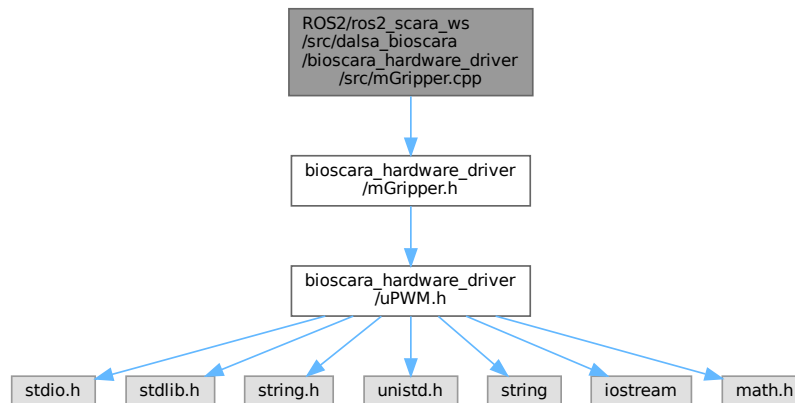 ROS2/ros2_scara_ws
/src/dalsa_bioscara
/bioscara_hardware_driver
/src/mGripper.cpp
bioscara_hardware_driver
/mGripper.h
bioscara_hardware_driver
/uPWM.h
stdio.h
stdlib.h
string.h
unistd.h
string
iostream
math.h